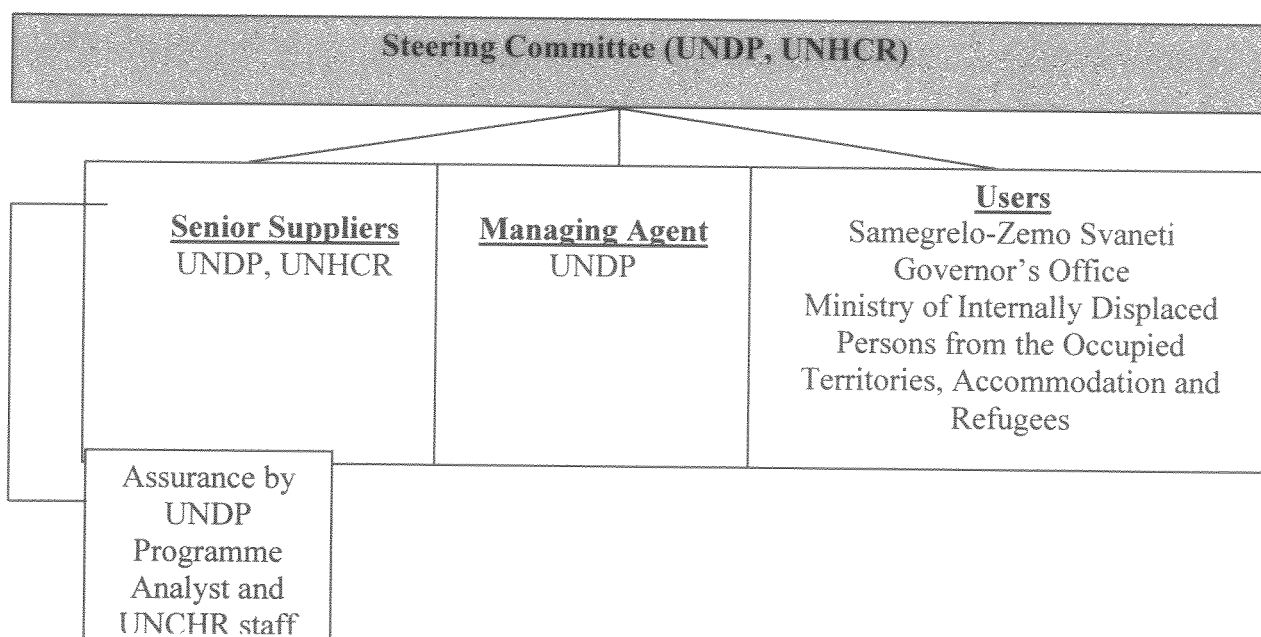 Steering Committee (UNDP, UNHCR)
Senior Suppliers
UNDP, UNHCR
Managing Agent
UNDP
Users
Samegrelo-Zemo Svaneti
Governor's Office
Ministry of Internally Displaced
Persons from the Occupied
Territories, Accommodation and
Refugees
Assurance by
UNDP
Programme
Analyst and
UNCHR staff